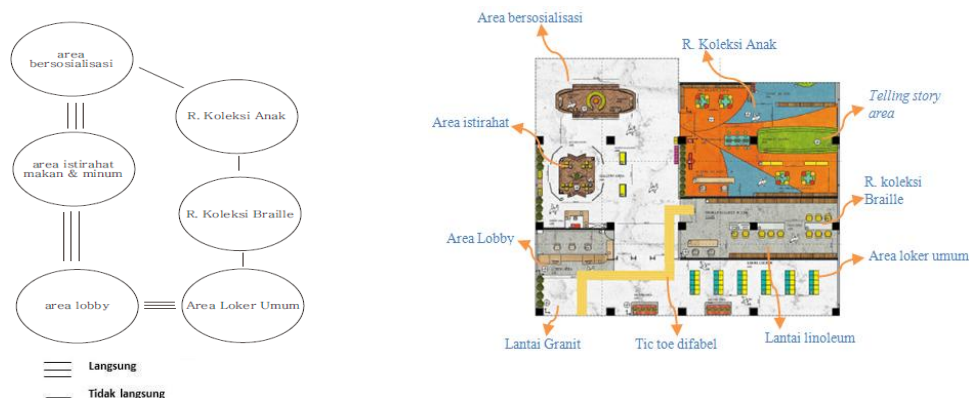 area
bersosialisasi
R. Koleksi Anak
area istirahat
makan & minum
R. Koleksi Braille
area lobby
Area Loker Umum
Langsung
Tidak langsung
Area bersosialisasi
R. Koleksi Anak
Telling story
area
Area istirahat
R. koleksi
Braille
Area Lobby
Area loker umum
Lantai Granit
Tic toe difabel
Lantai linoleum